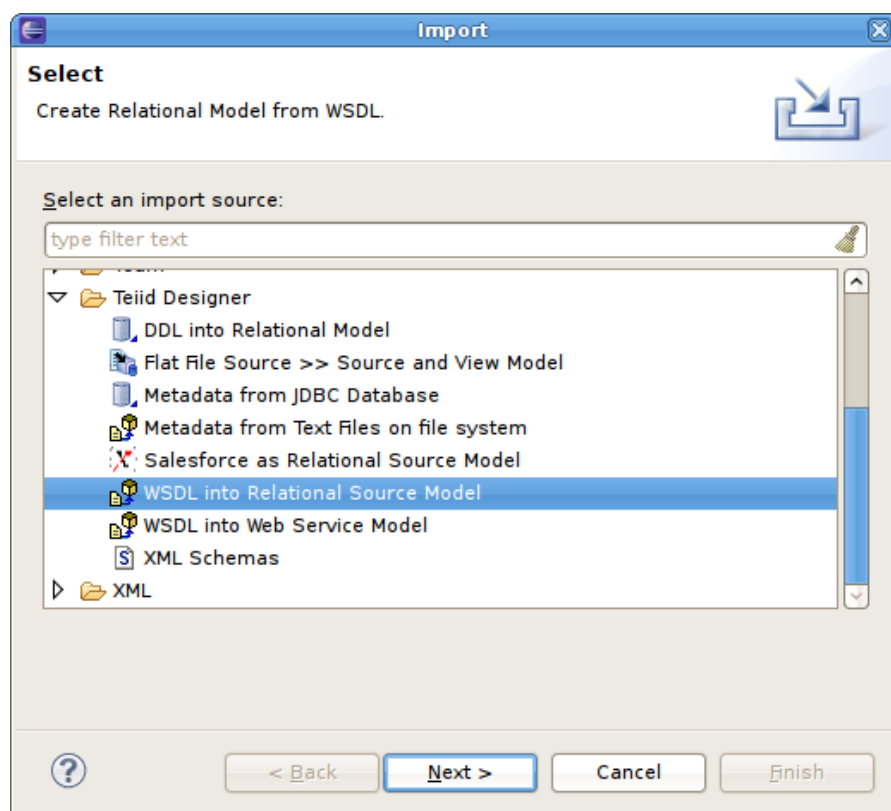 Import
Select
Create Relational Model from WSDL.
Select an import source:
type filter text
Teiid Designer
DDL into Relational Model
Flat File Source >> Source and View Model
Metadata from JDBC Database
Metadata from Text Files on file system
Salesforce as Relational Source Model
WSDL into Relational Source Model
WSDL into Web Service Model
XML Schemas
XML
< Back
Next >
Cancel
Finish